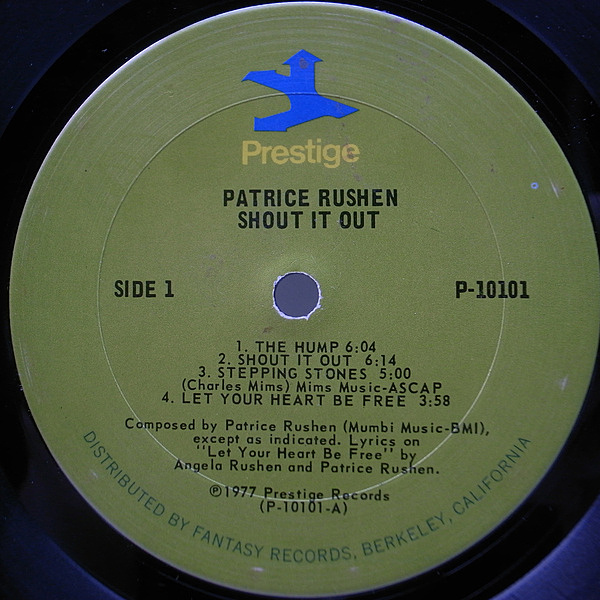 Prestige
PATRICE RUSHEN
SHOUT IT OUT
SIDE 1
P-10101
1. THE HUMP 6:04
2. SHOUT IT OUT 6:14
3. STEPPING STONES 5:00
(Charles Mims) Mims Music-ASCAP
4. LET YOUR HEART BE FREE 3:58
Composed by Patrice Rushen (Mumbi Music-BMI),
except as indicated. Lyrics on
"Let Your Heart Be Free" by
Angela Rushen and Patrice Rushen.
℗1977 Prestige Records
(P-10101-A)
DISTRIBUTED BY FANTASY RECORDS, BERKELEY, CALIFORNIA